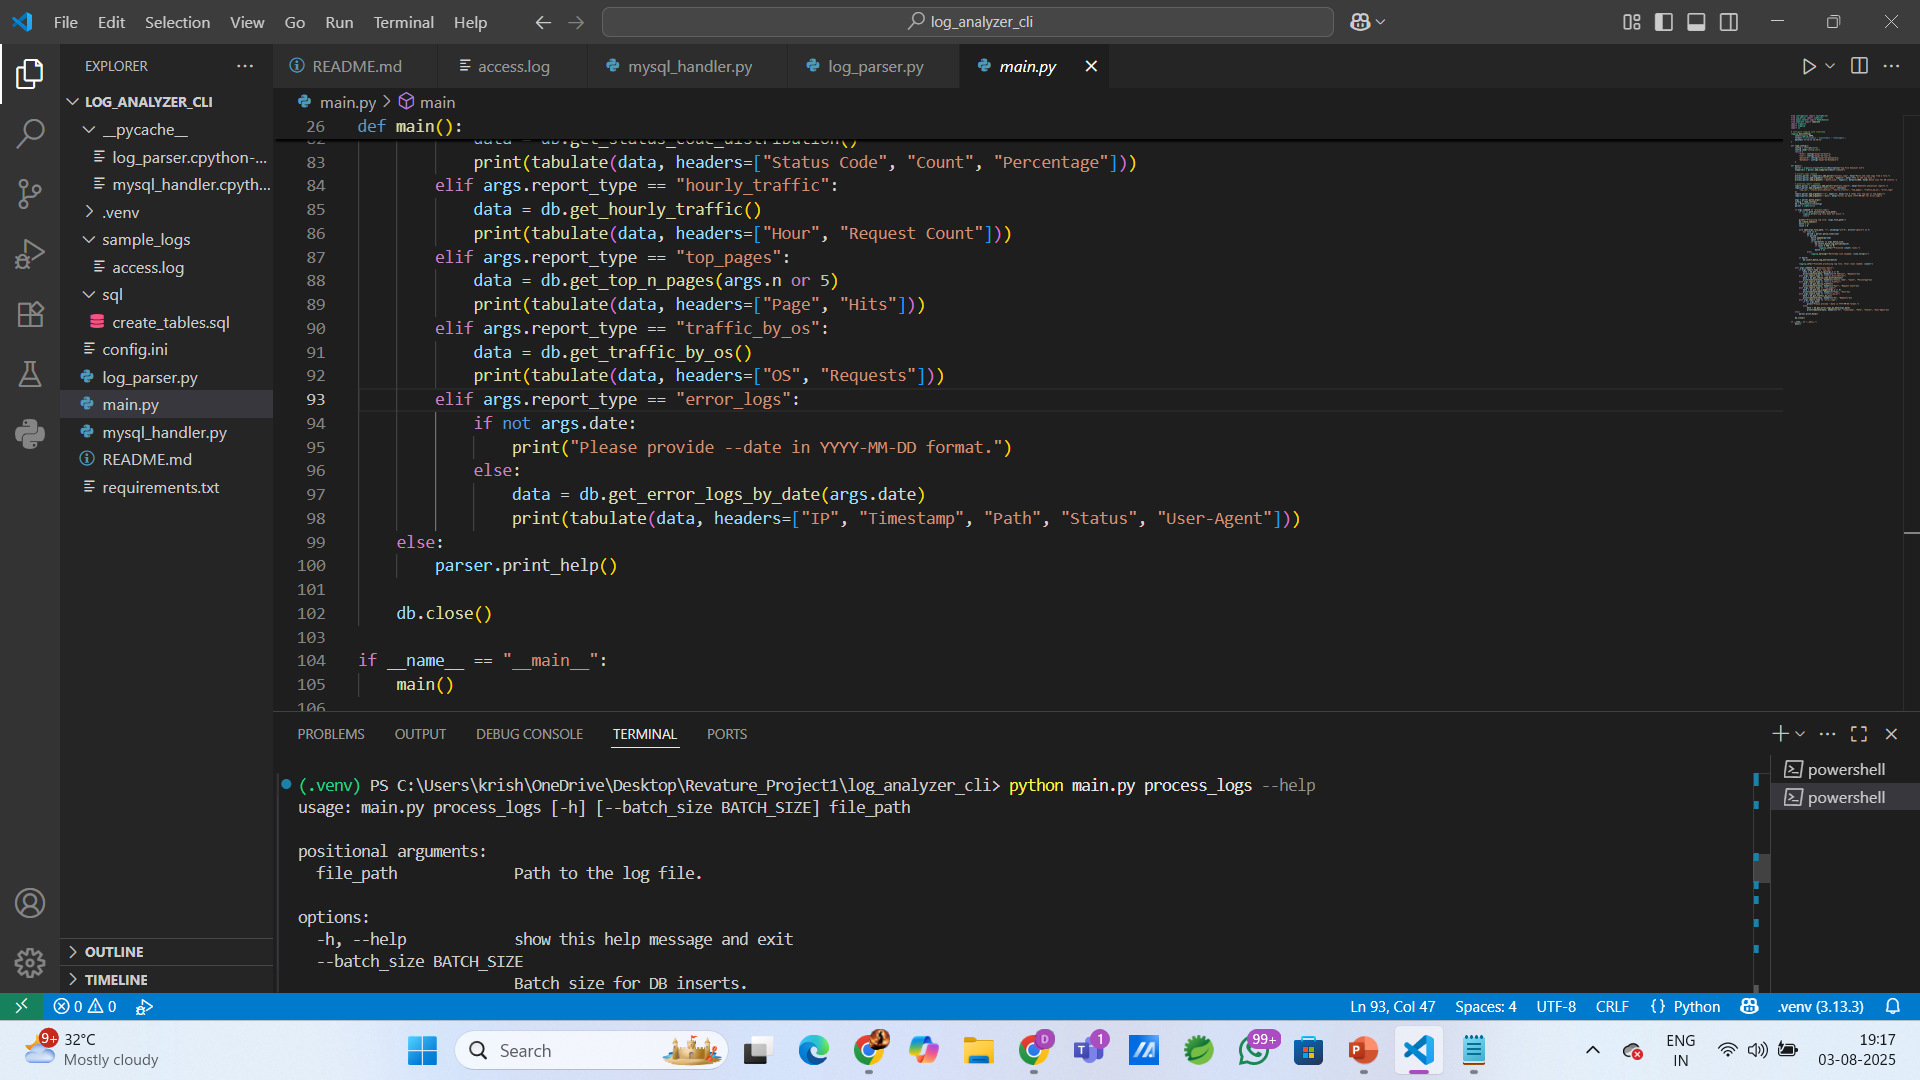 File Edit Selection View Go Run Terminal Help
log_analyzer_cli
EXPLORER
LOG_ANALYZER_CLI
__pycache__
log_parser.cpython-...
mysql_handler.cpyth...
.venv
sample_logs
access.log
sql
create_tables.sql
config.ini
log_parser.py
main.py
mysql_handler.py
README.md
requirements.txt
OUTLINE
TIMELINE
README.md access.log mysql_handler.py log_parser.py main.py
main.py > main
26 def main():
82 data = db.get_status_code_distribution()
83 print(tabulate(data, headers=["Status Code", "Count", "Percentage"]))
84 elif args.report_type == "hourly_traffic":
85 data = db.get_hourly_traffic()
86 print(tabulate(data, headers=["Hour", "Request Count"]))
87 elif args.report_type == "top_pages":
88 data = db.get_top_n_pages(args.n or 5)
89 print(tabulate(data, headers=["Page", "Hits"]))
90 elif args.report_type == "traffic_by_os":
91 data = db.get_traffic_by_os()
92 print(tabulate(data, headers=["OS", "Requests"]))
93 elif args.report_type == "error_logs":
94 if not args.date:
95 print("Please provide --date in YYYY-MM-DD format.")
96 else:
97 data = db.get_error_logs_by_date(args.date)
98 print(tabulate(data, headers=["IP", "Timestamp", "Path", "Status", "User-Agent"]))
99 else:
100 parser.print_help()
101
102 db.close()
103
104 if __name__ == "__main__":
105 main()
106
PROBLEMS OUTPUT DEBUG CONSOLE TERMINAL PORTS
(.venv) PS C:\Users\krish\OneDrive\Desktop\Revature_Project1\log_analyzer_cli> python main.py process_logs --help
usage: main.py process_logs [-h] [--batch_size BATCH_SIZE] file_path
positional arguments:
file_path Path to the log file.
options:
-h, --help show this help message and exit
--batch_size BATCH_SIZE
Batch size for DB inserts.
powershell
powershell
0 0
Ln 93, Col 47 Spaces: 4 UTF-8 CRLF {} Python .venv (3.13.3)
9+
32°C
Mostly cloudy
Search
D
1
99+
ENG
IN
19:17
03-08-2025